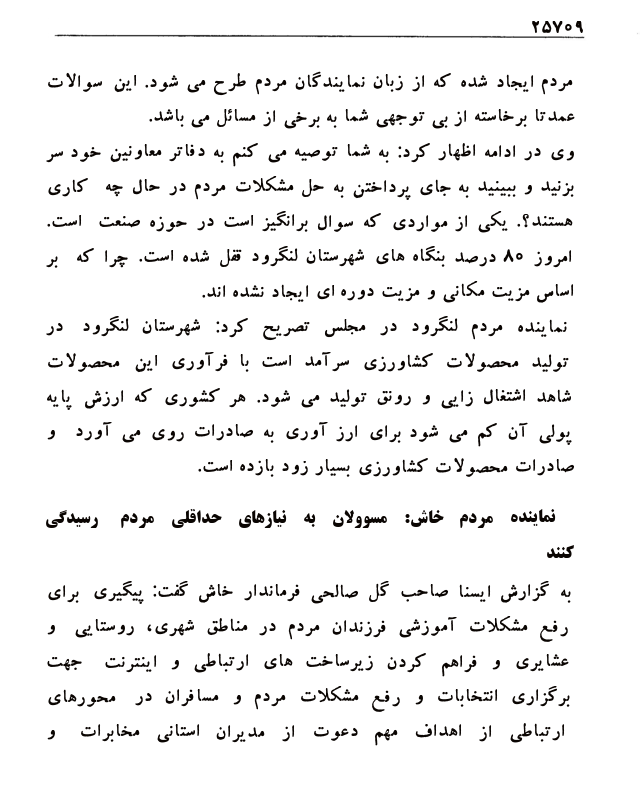 ۲۵۷۰۹
مردم ایجاد شده که از زبان نمایندگان مردم طرح می شود. این سوالات
عمدتا برخاسته از بی توجهی شما به برخی از مسائل می باشد.
وی در ادامه اظهار کرد: به شما توصیه می کنم به دفاتر معاونین خود سر
بزنید و ببینید به جای پرداختن به حل مشکلات مردم در حال چه کاری
هستند؟. یکی از مواردی که سوال برانگیز است در حوزه صنعت است.
امروز ۸۰ درصد بنگاه های شهرستان لنگرود قفل شده است. چرا که بر
اساس مزیت مکانی و مزیت دوره ای ایجاد نشده اند.
نماینده مردم لنگرود در مجلس تصریح کرد: شهرستان لنگرود در
تولید محصولات کشاورزی سرآمد است با فرآوری این محصولات
شاهد اشتغال زایی و رونق تولید می شود. هر کشوری که ارزش پایه
پولی آن کم می شود برای ارز آوری به صادرات روی می آورد و
صادرات محصولات کشاورزی بسیار زود بازده است.
نماینده مردم خاش: مسوولان به نیازهای حداقلی مردم رسیدگی
کنند
به گزارش ایسنا صاحب گل صالحی فرماندار خاش گفت: پیگیری برای
رفع مشکلات آموزشی فرزندان مردم در مناطق شهری، روستایی و
عشایری و فراهم کردن زیرساخت های ارتباطی و اینترنت جهت
برگزاری انتخابات و رفع مشکلات مردم و مسافران در محورهای
ارتباطی از اهداف مهم دعوت از مدیران استانی مخابرات و